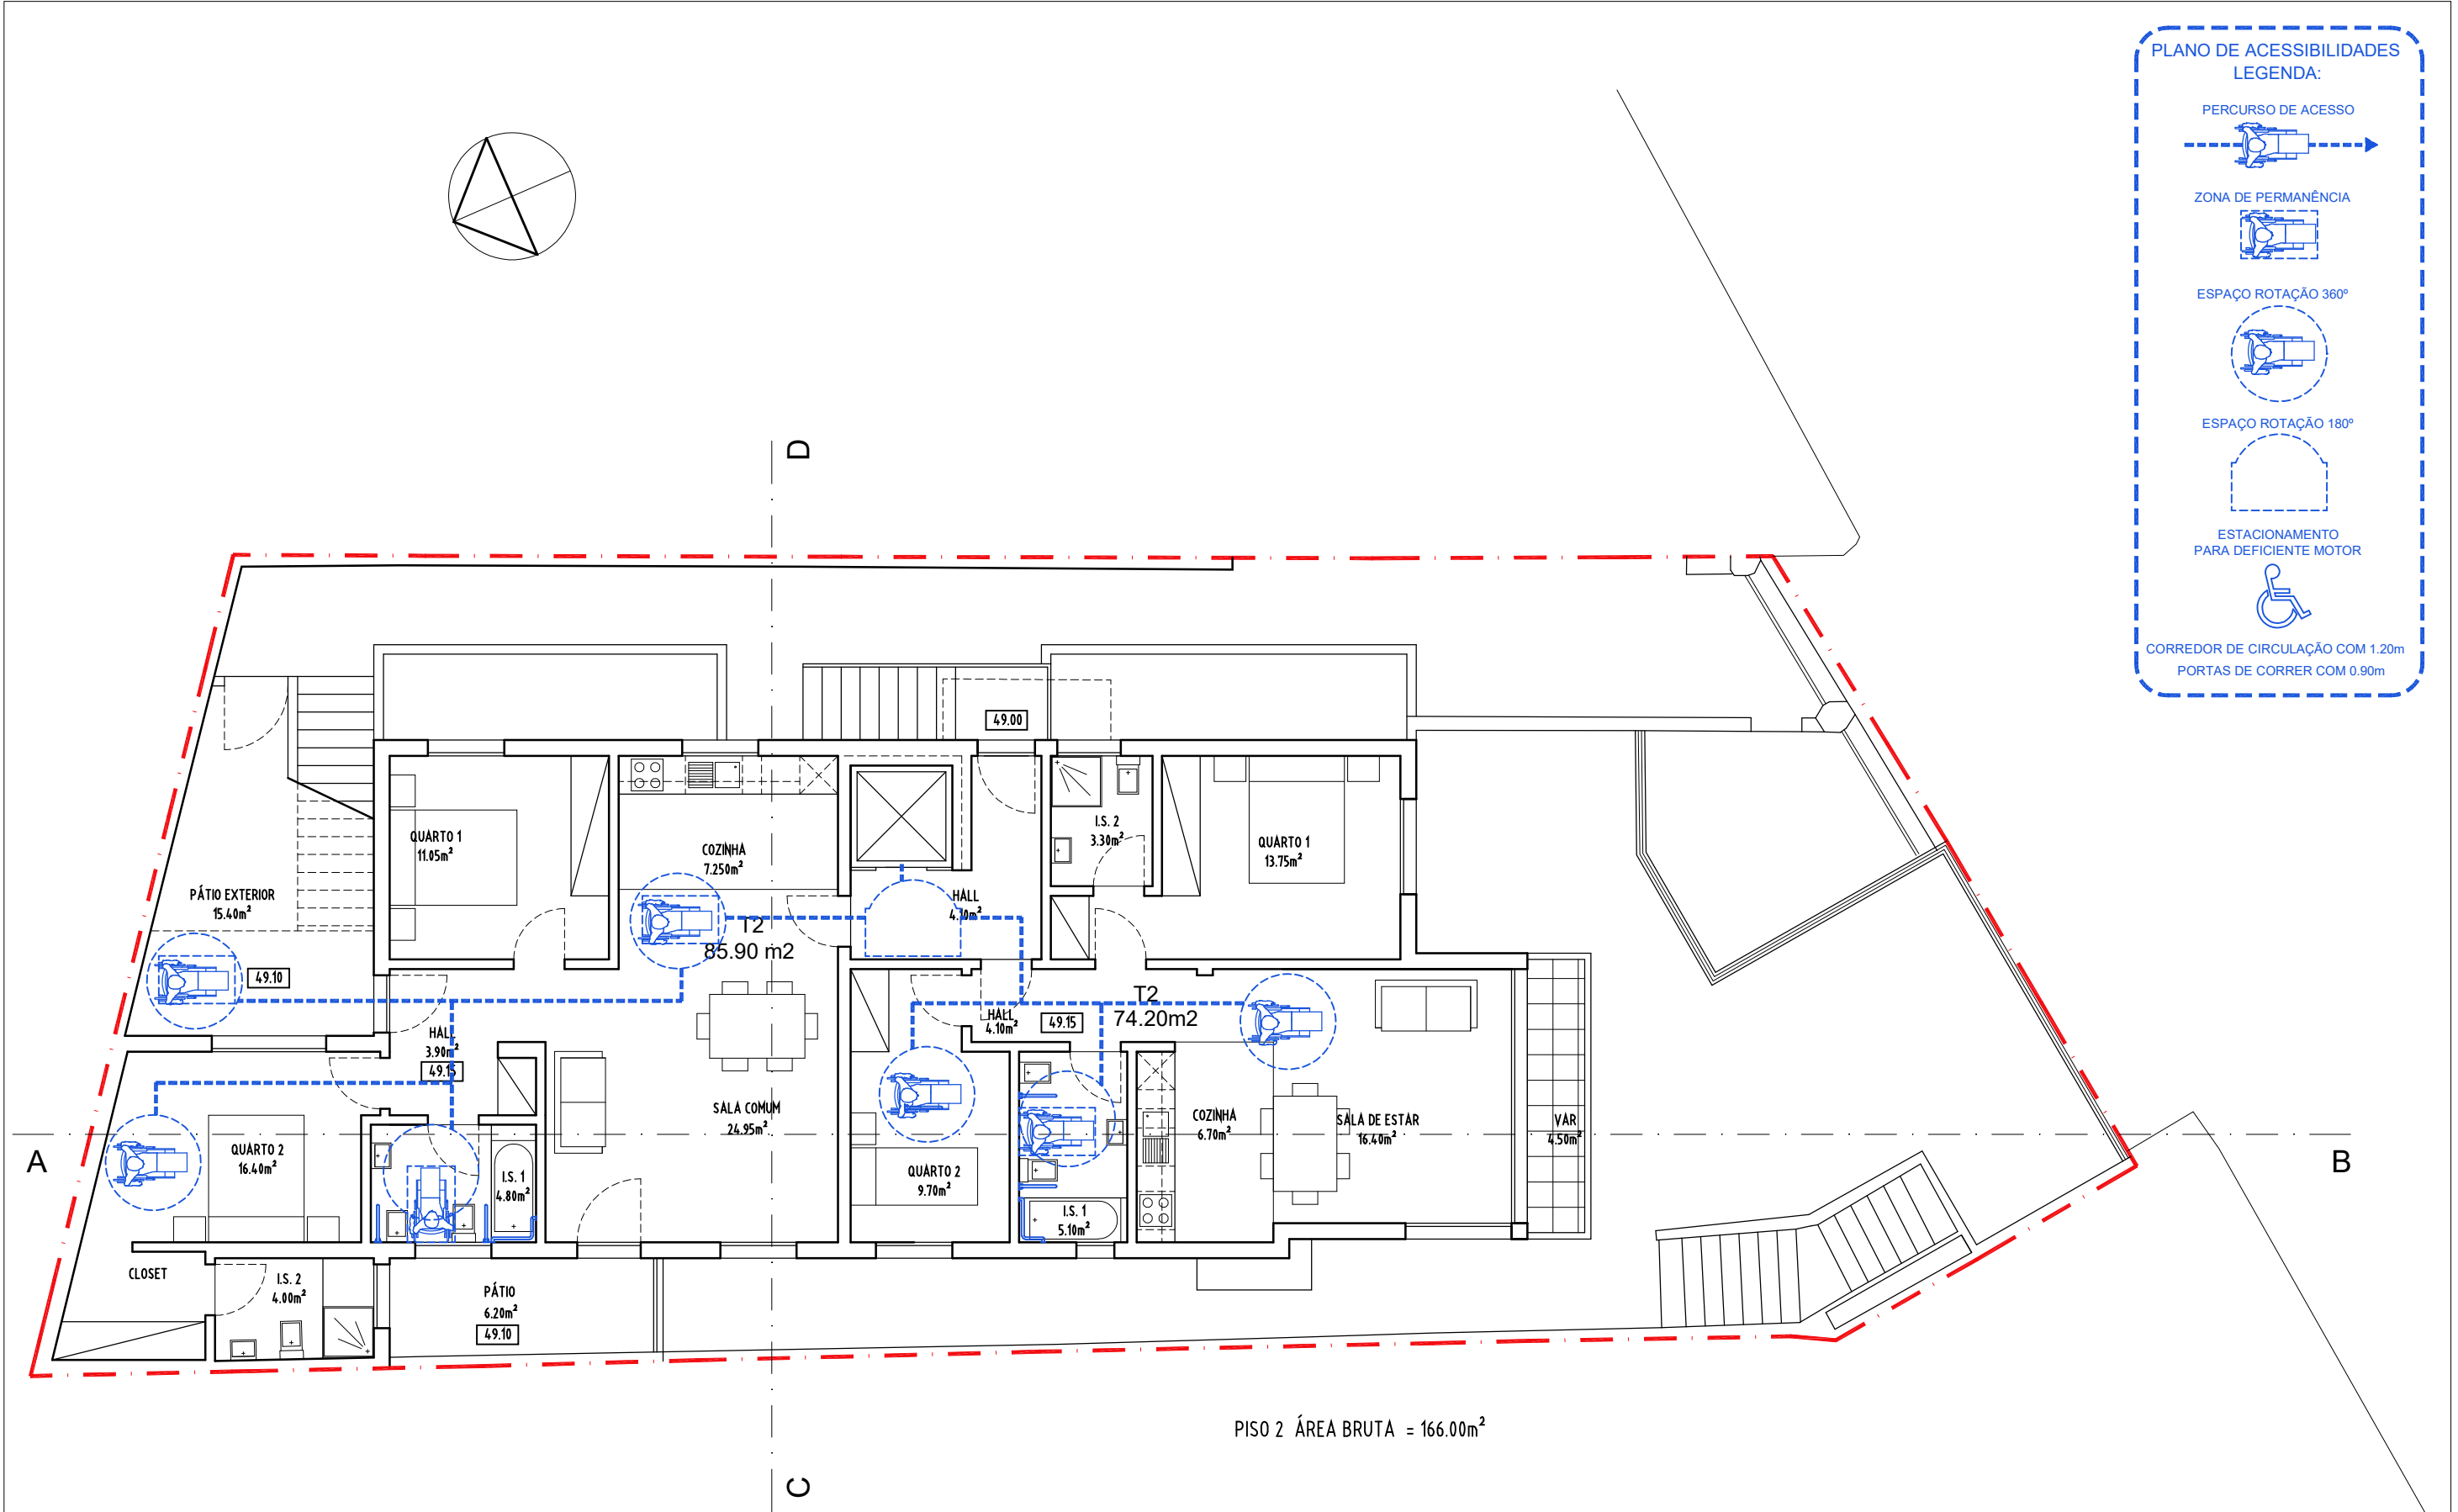 PLANO DE ACESSIBILIDADES
LEGENDA:
PERCURSO DE ACESSO
ZONA DE PERMANÊNCIA
ESPAÇO ROTAÇÃO 360º
ESPAÇO ROTAÇÃO 180º
ESTACIONAMENTO
PARA DEFICIENTE MOTOR
CORREDOR DE CIRCULAÇÃO COM 1.20m
PORTAS DE CORRER COM 0.90m
D
49.00
QUARTO 1
11.05m²
COZINHA
7.250m²
I.S. 2
3.30m²
QUARTO 1
13.75m²
PÁTIO EXTERIOR
15.40m²
HALL
T2
85.90 m2
49.10
T2
74.20m2
HALL
4.10m²
49.15
HALL
3.90m²
49.15
SALA COMUM
24.95m²
COZINHA
6.70m²
SALA DE ESTAR
16.40m²
VAR
4.50m²
A
B
QUARTO 2
16.40m²
I.S. 1
4.80m²
QUARTO 2
9.70m²
I.S. 1
5.10m²
CLOSET
I.S. 2
4.00m²
PÁTIO
6.20m²
49.10
PISO 2 ÁREA BRUTA = 166.00m²
C